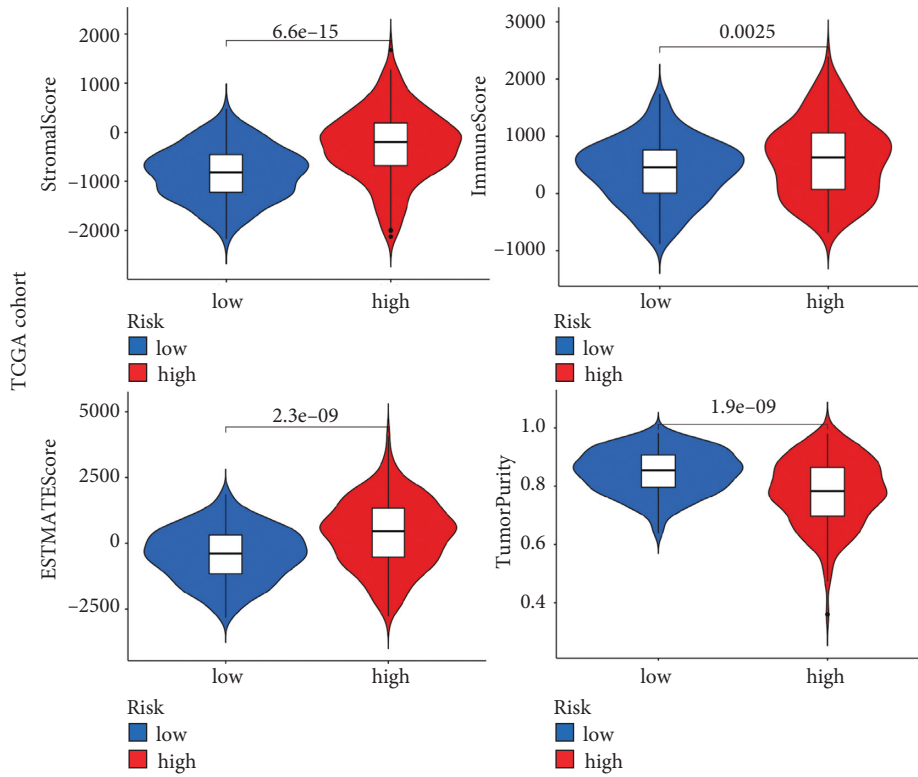 TCGA cohort
StromalScore
2000
1000
0
−1000
−2000
6.6e−15
low
high
Risk
low
high
ImmuneScore
3000
2000
1000
0
−1000
0.0025
low
high
Risk
low
high
ESTMATEScore
5000
2500
0
−2500
2.3e−09
low
high
Risk
low
high
TumorPurity
1.0
0.8
0.6
0.4
1.9e−09
low
high
Risk
low
high